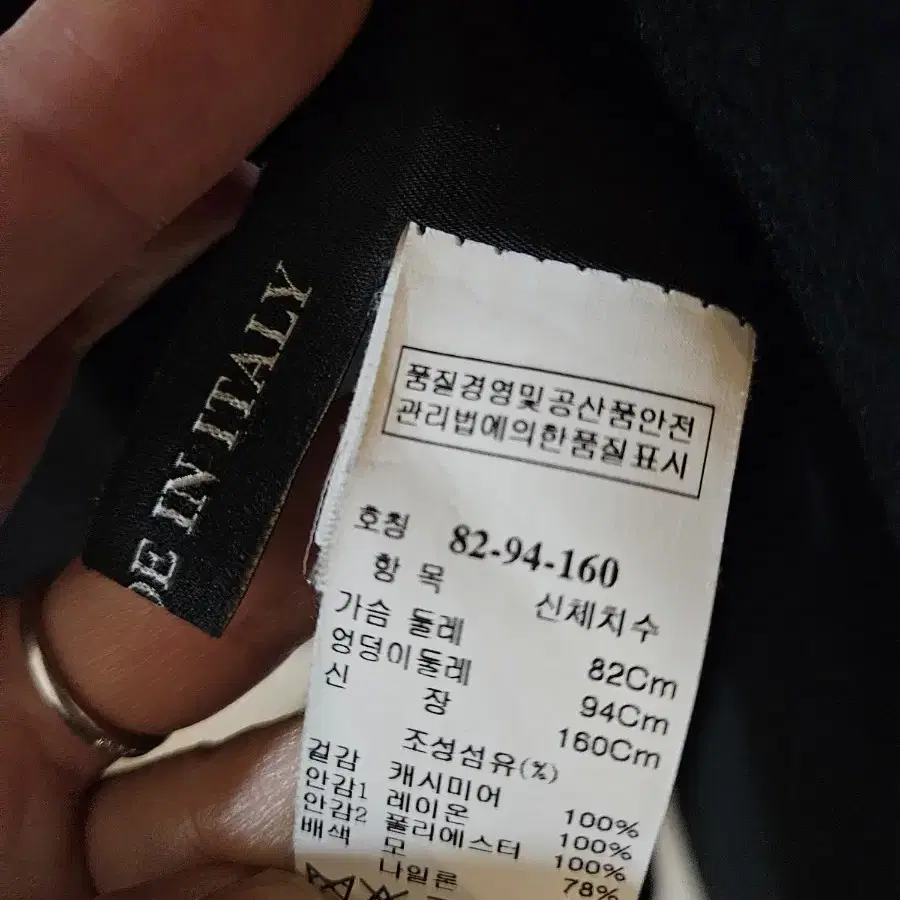 DE IN ITALY
품질경영및공산품안전
관리법에의한품질표시
호칭 82-94-160
항 목 신체치수
가슴 둘레 82Cm
엉덩이둘레 94Cm
신 장 160Cm
조성섬유(%)
겉감 캐시미어 100%
안감1 레이온 100%
안감2 폴리에스터 100%
배색 모 78%
나일론